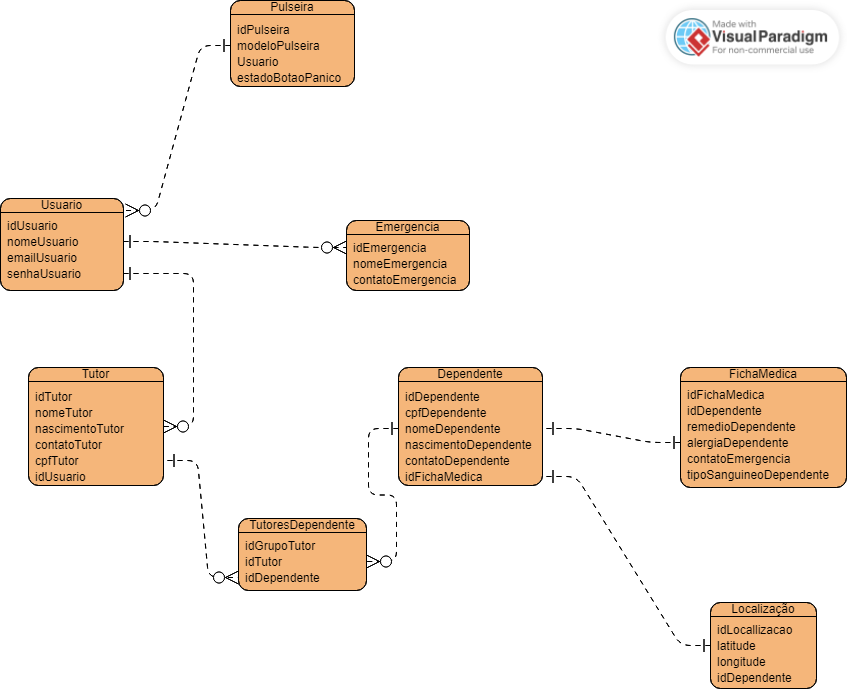 Pulseira
idPulseira
modeloPulseira
Usuario
estadoBotaoPanico
Made with
Visual Paradigm
For non-commercial use
Usuario
idUsuario
nomeUsuario
emailUsuario
senhaUsuario
Emergencia
idEmergencia
nomeEmergencia
contatoEmergencia
Tutor
idTutor
nomeTutor
nascimentoTutor
contatoTutor
cpfTutor
idUsuario
Dependente
idDependente
cpfDependente
nomeDependente
nascimentoDependente
contatoDependente
idFichaMedica
FichaMedica
idFichaMedica
idDependente
remedioDependente
alergiaDependente
contatoEmergencia
tipoSanguineoDependente
TutoresDependente
idGrupoTutor
idTutor
idDependente
Localização
idLocallizacao
latitude
longitude
idDependente